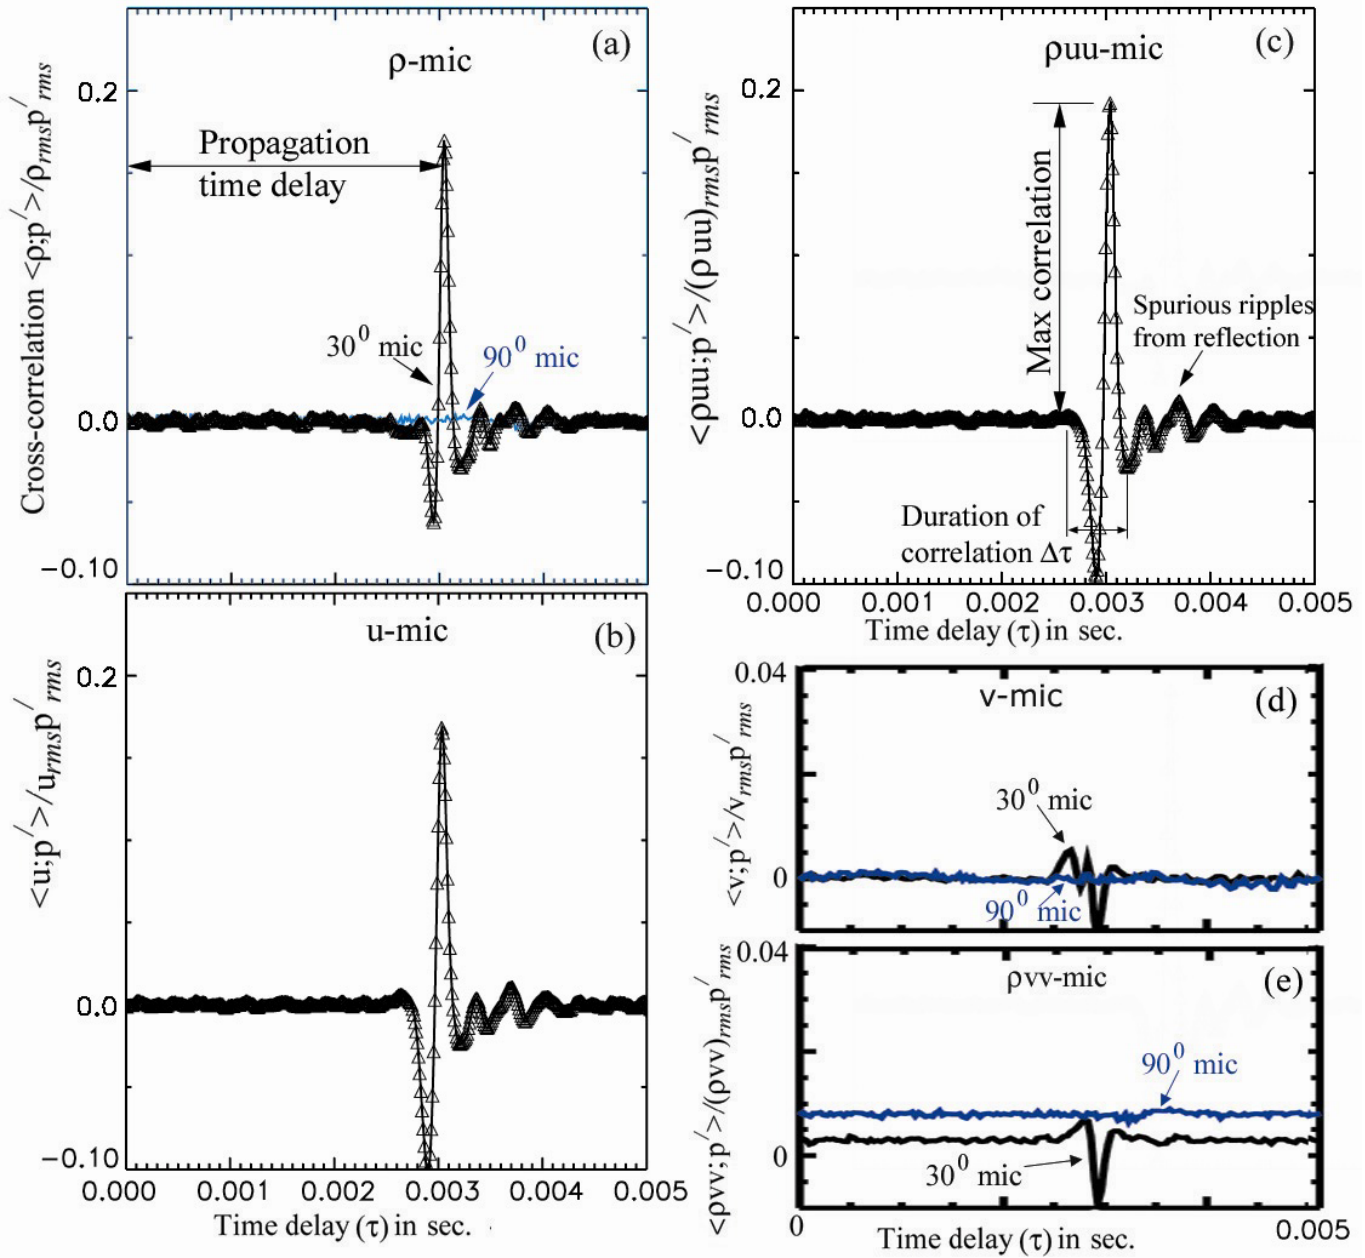 (a)
ρ-mic
0.2
Propagation
time delay
30⁰ mic
90⁰ mic
0.0
−0.10
Cross-correlation <ρ;p′>/ρrmsp′rms
(b)
u-mic
0.2
0.0
−0.10
<u;p′>/urmsp′rms
0.000 0.001 0.002 0.003 0.004 0.005
Time delay (τ) in sec.
(c)
ρuu-mic
0.2
Max correlation
Spurious ripples
from reflection
0.0
Duration of
correlation Δτ
−0.10
<ρuu;p′>/(ρuu)rmsp′rms
0.000 0.001 0.002 0.003 0.004 0.005
Time delay (τ) in sec.
0.04
v-mic
(d)
30⁰ mic
0
90⁰ mic
<v;p′>/vrmsp′rms
0.04
ρvv-mic
(e)
90⁰ mic
0
30⁰ mic
<ρvv;p′>/(ρvv)rmsp′rms
0 0.005
Time delay (τ) in sec.